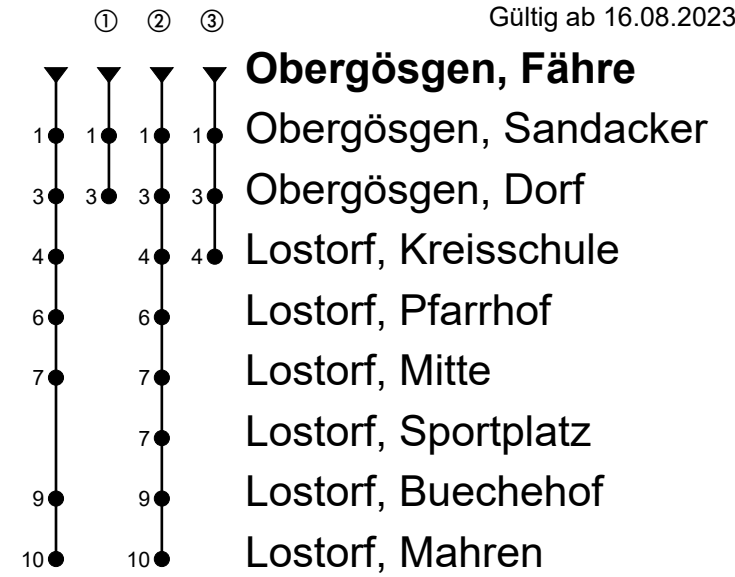 ① ② ③ Gültig ab 16.08.2023
Obergösgen, Fähre
1 1 1 1 Obergösgen, Sandacker
3 3 3 3 Obergösgen, Dorf
4 4 4 Lostorf, Kreisschule
6 6 Lostorf, Pfarrhof
7 7 Lostorf, Mitte
7 Lostorf, Sportplatz
9 9 Lostorf, Buechehof
10 10 Lostorf, Mahren